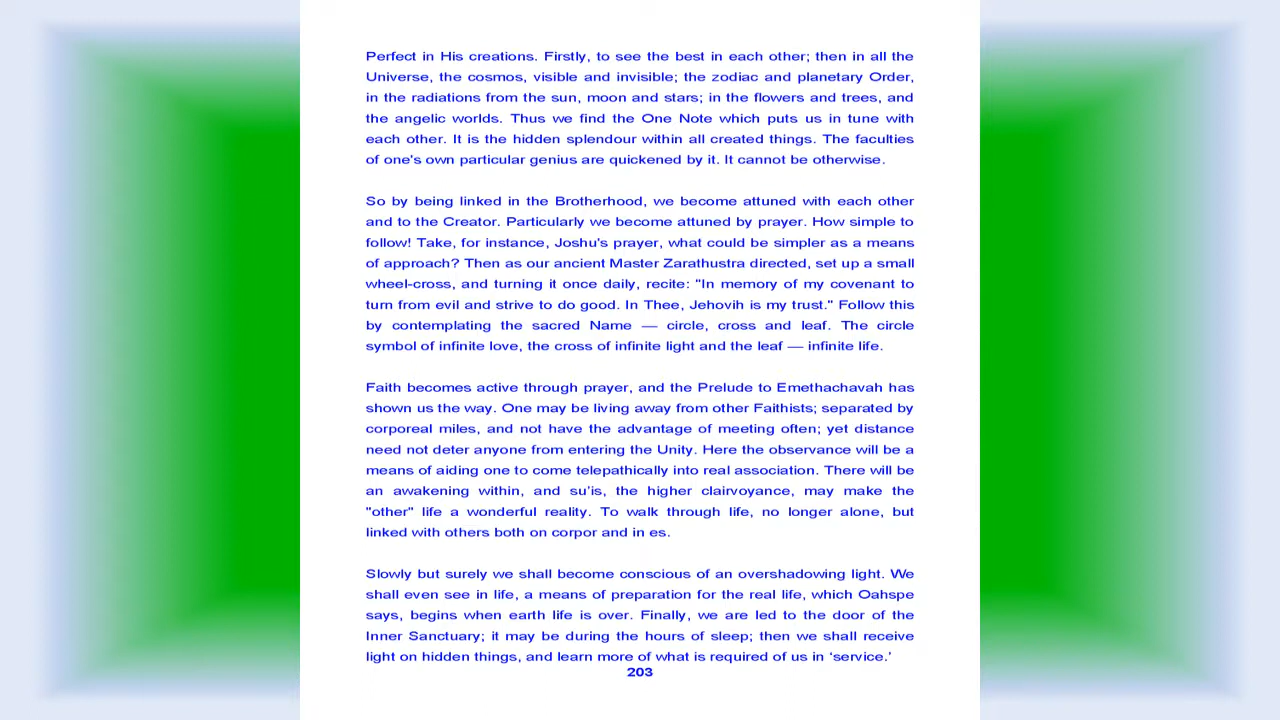 Perfect in His creations. Firstly, to see the best in each other; then in all the
Universe, the cosmos, visible and invisible; the zodiac and planetary Order,
in the radiations from the sun, moon and stars; in the flowers and trees, and
the angelic worlds. Thus we find the One Note which puts us in tune with
each other. It is the hidden splendour within all created things. The faculties
of one's own particular genius are quickened by it. It cannot be otherwise.
So by being linked in the Brotherhood, we become attuned with each other
and to the Creator. Particularly we become attuned by prayer. How simple to
follow! Take, for instance, Joshu's prayer, what could be simpler as a means
of approach? Then as our ancient Master Zarathustra directed, set up a small
wheel-cross, and turning it once daily, recite: "In memory of my covenant to
turn from evil and strive to do good. In Thee, Jehovih is my trust." Follow this
by contemplating the sacred Name — circle, cross and leaf. The circle
symbol of infinite love, the cross of infinite light and the leaf — infinite life.
Faith becomes active through prayer, and the Prelude to Emethachavah has
shown us the way. One may be living away from other Faithists; separated by
corporeal miles, and not have the advantage of meeting often; yet distance
need not deter anyone from entering the Unity. Here the observance will be a
means of aiding one to come telepathically into real association. There will be
an awakening within, and su'is, the higher clairvoyance, may make the
"other" life a wonderful reality. To walk through life, no longer alone, but
linked with others both on corpor and in es.
Slowly but surely we shall become conscious of an overshadowing light. We
shall even see in life, a means of preparation for the real life, which Oahspe
says, begins when earth life is over. Finally, we are led to the door of the
Inner Sanctuary; it may be during the hours of sleep; then we shall receive
light on hidden things, and learn more of what is required of us in ‘service.’
203